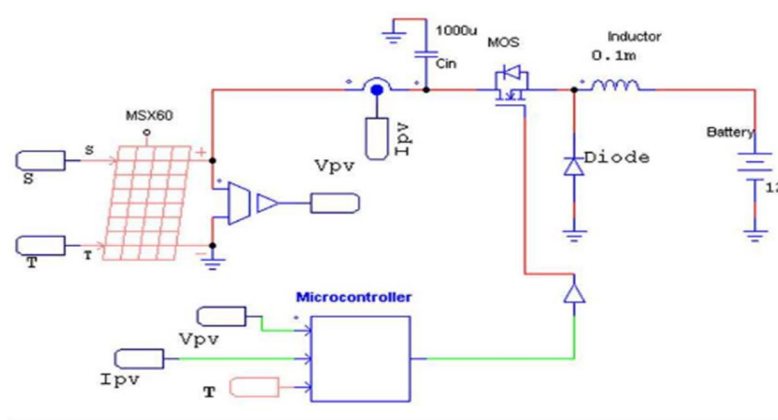 1000u
Cin
MOS
Inductor
0.1m
MSX60
S
S
+
Ipv
Vpv
Battery
Diode
T
T
-
Microcontroller
Vpv
Ipv
T